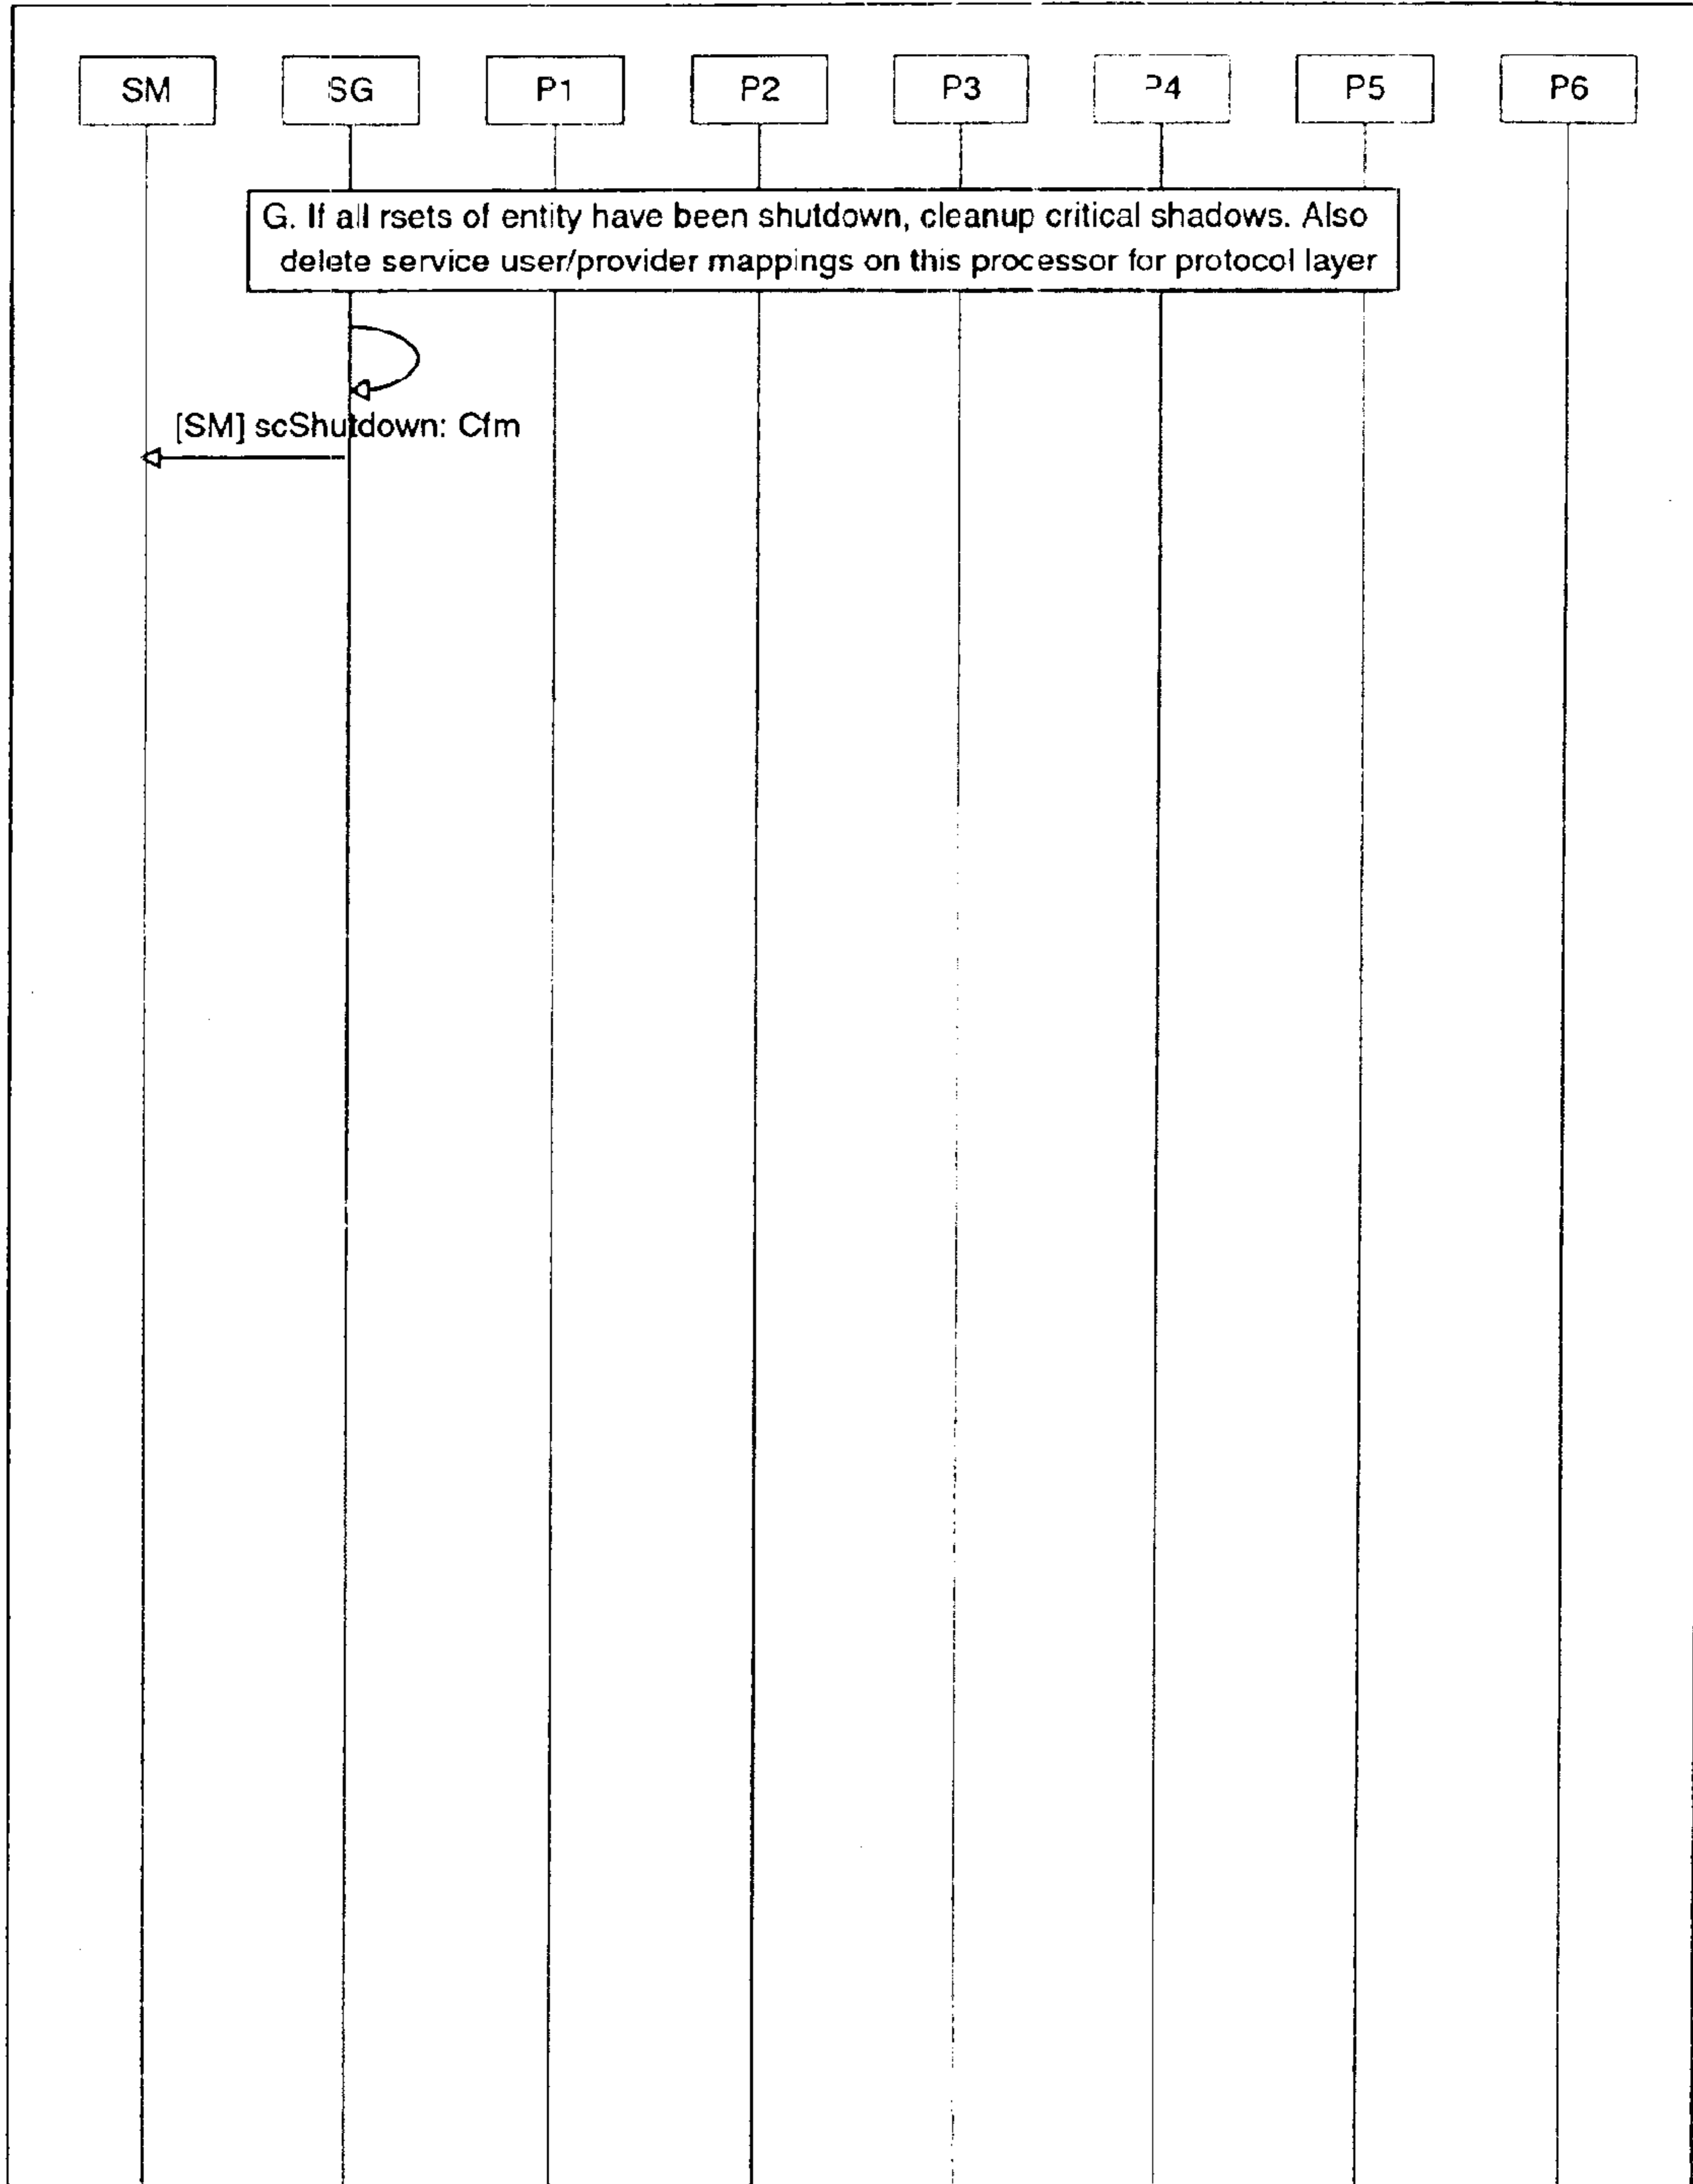 SM
SG
P1
P2
P3
P4
P5
P6
G. If all rsets of entity have been shutdown, cleanup critical shadows. Also
delete service user/provider mappings on this processor for protocol layer
[SM] scShutdown: Cfm